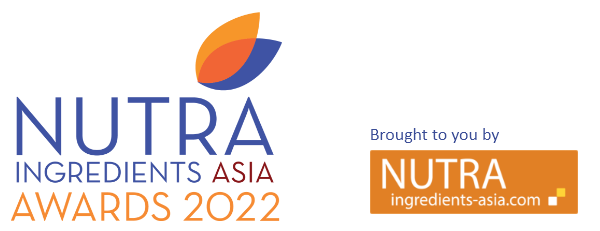 NUTRA
INGREDIENTS ASIA
AWARDS 2022
Brought to you by
NUTRA
ingredients-asia.com